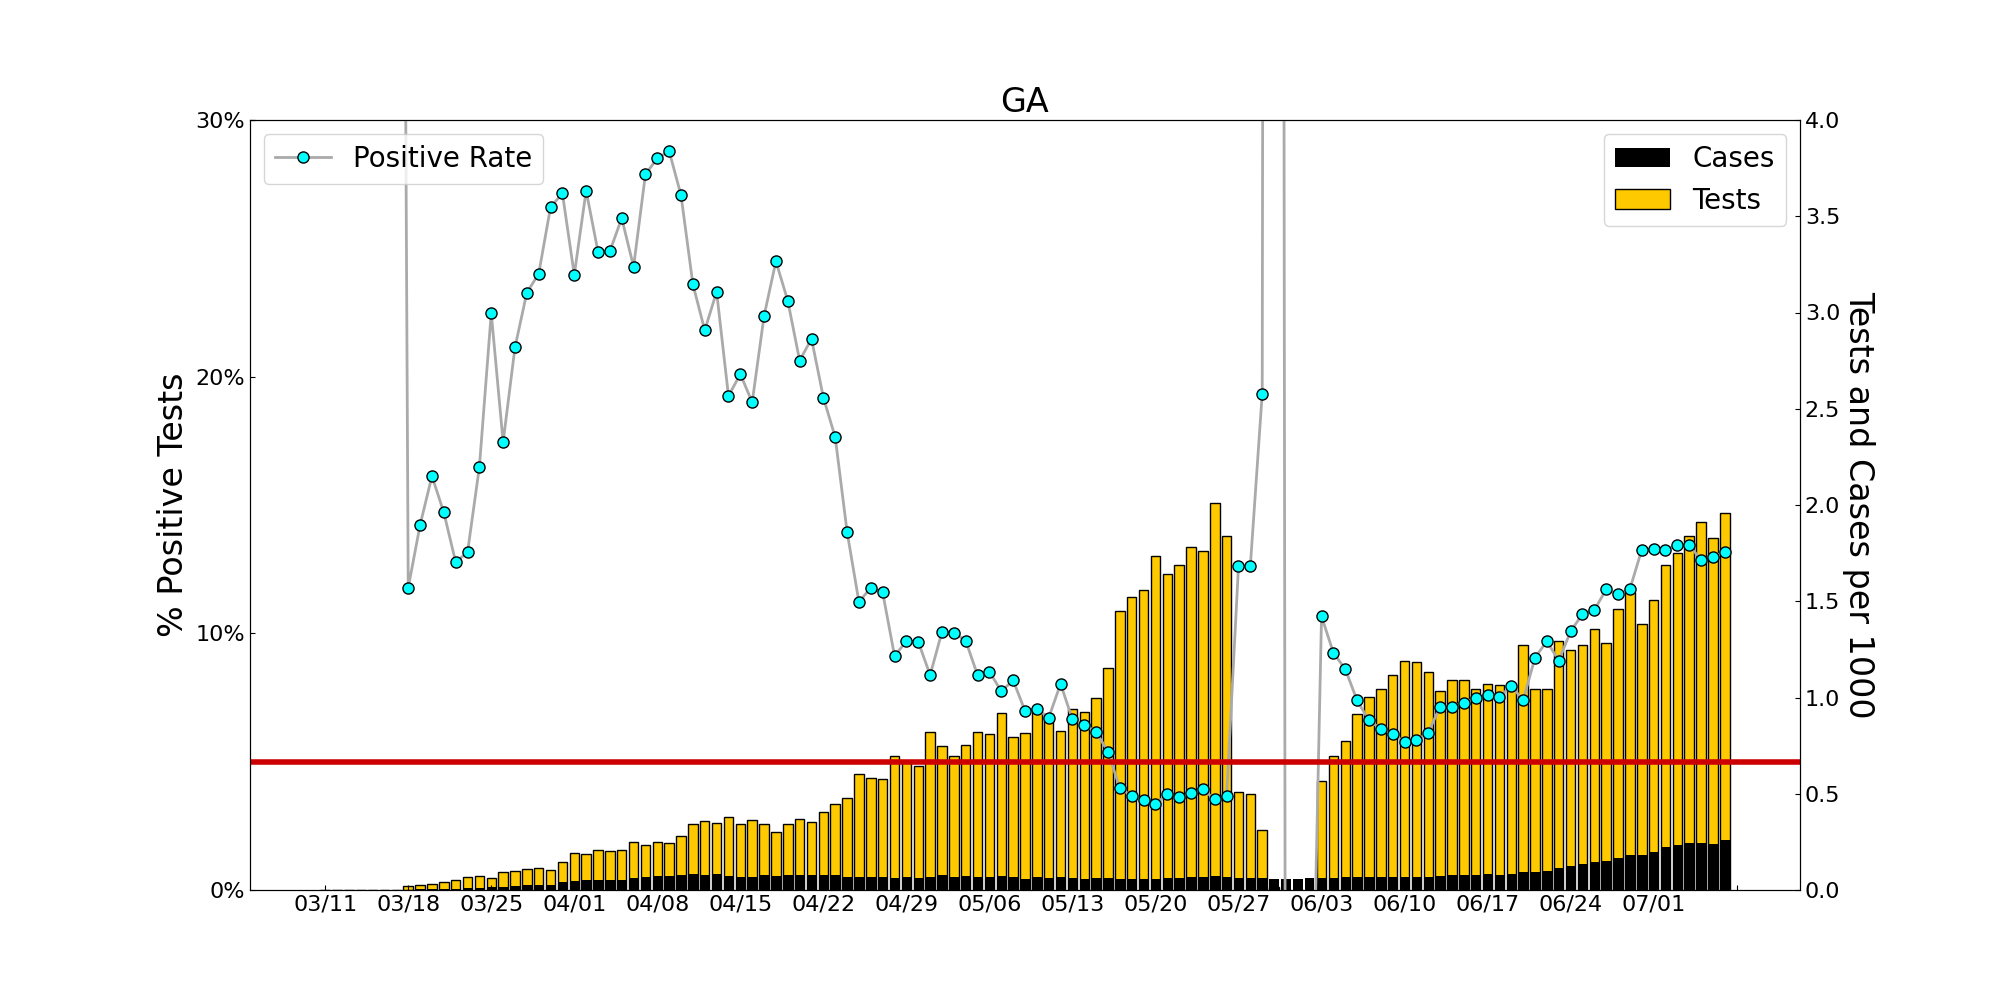 GA
Positive Rate
Cases
Tests
30%
20%
10%
0%
% Positive Tests
4.0
3.5
3.0
2.5
2.0
1.5
1.0
0.5
0.0
Tests and Cases per 1000
03/11 03/18 03/25 04/01 04/08 04/15 04/22 04/29 05/06 05/13 05/20 05/27 06/03 06/10 06/17 06/24 07/01